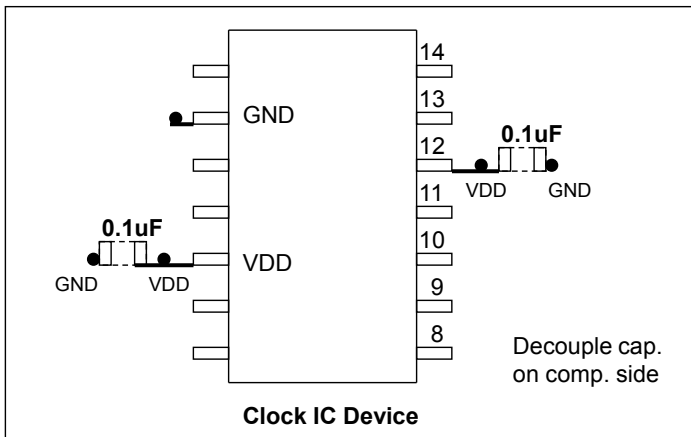 14
GND
13
0.1uF
12
VDD
GND
11
0.1uF
VDD
10
GND
VDD
9
8
Decouple cap.
on comp. side
Clock IC Device